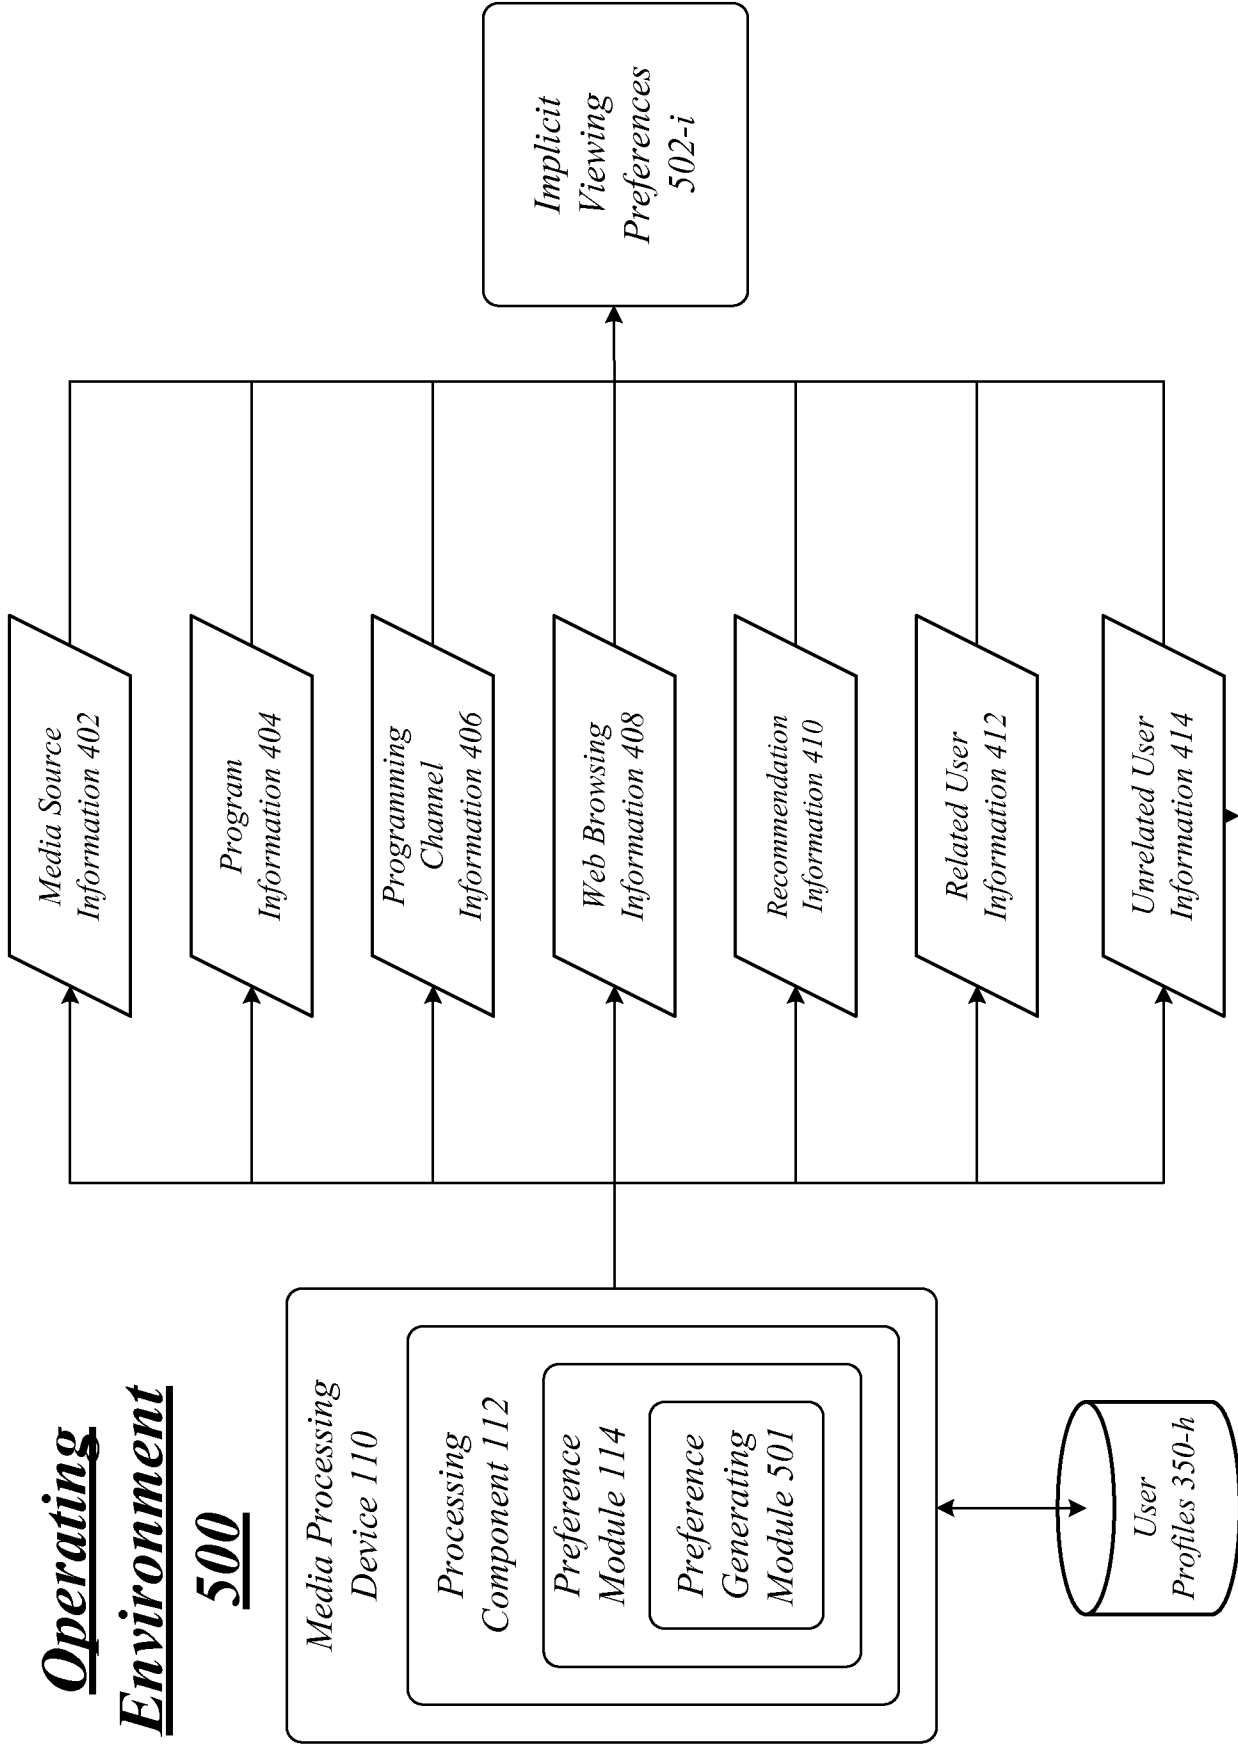 Operating
Environment
500
Media Processing
Device 110
Processing
Component 112
Preference
Module 114
Preference
Generating
Module 501
User
Profiles 350-h
Media Source
Information 402
Program
Information 404
Programming
Channel
Information 406
Web Browsing
Information 408
Recommendation
Information 410
Related User
Information 412
Unrelated User
Information 414
Implicit
Viewing
Preferences
502-i